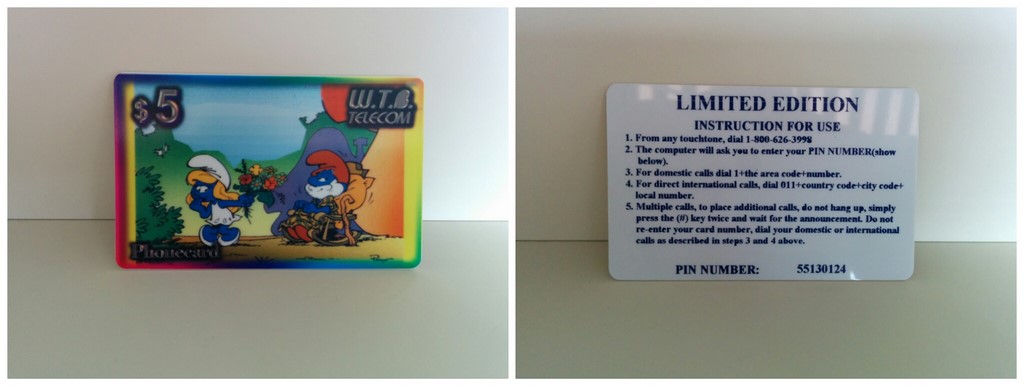 $5
W.T.B.
TELECOM
Phonecard
LIMITED EDITION
INSTRUCTION FOR USE
1. From any touchtone, dial 1-800-626-3998
2. The computer will ask you to enter your PIN NUMBER(show
below).
3. For domestic calls dial 1+the area code+number.
4. For direct international calls, dial 011+country code+city code+
local number.
5. Multiple calls, to place additional calls, do not hang up, simply
press the (#) key twice and wait for the announcement. Do not
re-enter your card number, dial your domestic or international
calls as described in steps 3 and 4 above.
PIN NUMBER: 55130124